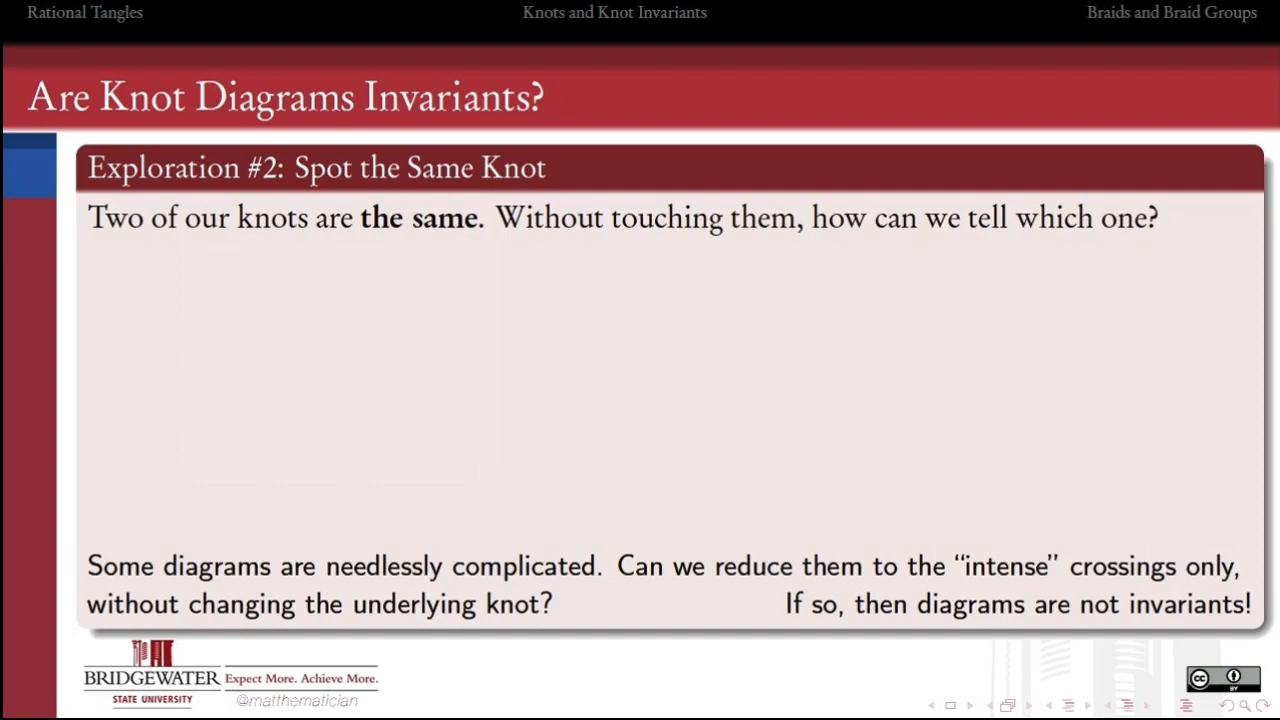 Rational Tangles Knots and Knot Invariants Braids and Braid Groups
Are Knot Diagrams Invariants?
Exploration #2: Spot the Same Knot
Two of our knots are the same. Without touching them, how can we tell which one?
Some diagrams are needlessly complicated. Can we reduce them to the “intense” crossings only,
without changing the underlying knot? If so, then diagrams are not invariants!
BRIDGEWATER Expect More. Achieve More.
STATE UNIVERSITY @matthematician
CC BY